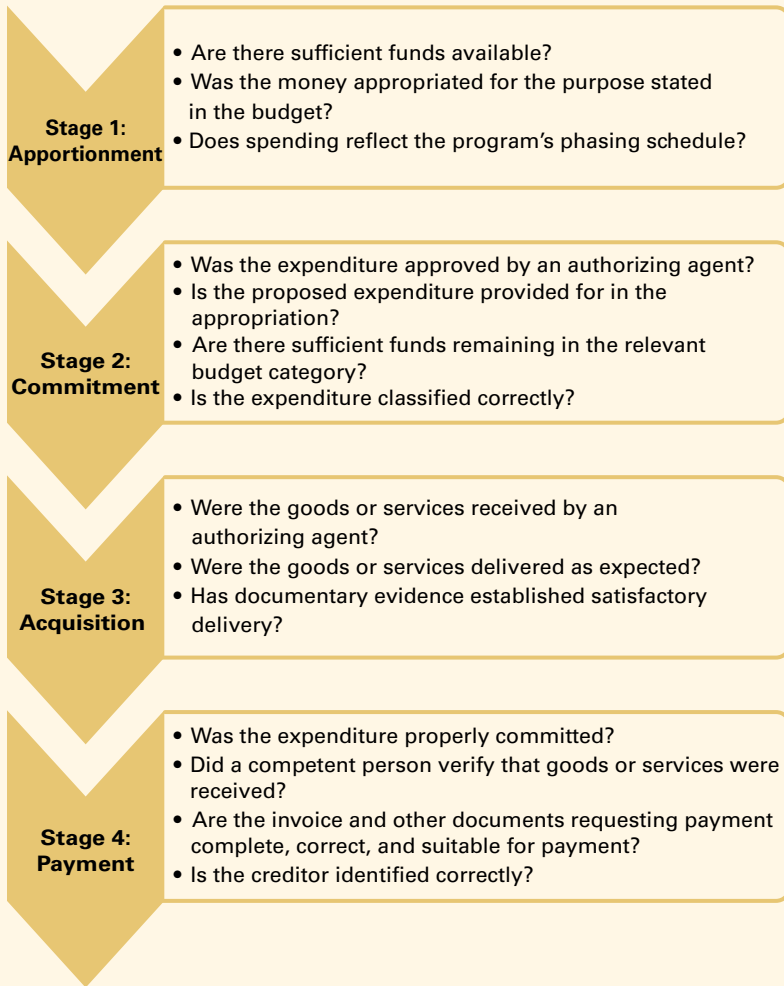 Stage 1:
Apportionment
• Are there sufficient funds available?
• Was the money appropriated for the purpose stated
in the budget?
• Does spending reflect the program’s phasing schedule?
Stage 2:
Commitment
• Was the expenditure approved by an authorizing agent?
• Is the proposed expenditure provided for in the
appropriation?
• Are there sufficient funds remaining in the relevant
budget category?
• Is the expenditure classified correctly?
Stage 3:
Acquisition
• Were the goods or services received by an
authorizing agent?
• Were the goods or services delivered as expected?
• Has documentary evidence established satisfactory
delivery?
Stage 4:
Payment
• Was the expenditure properly committed?
• Did a competent person verify that goods or services were
received?
• Are the invoice and other documents requesting payment
complete, correct, and suitable for payment?
• Is the creditor identified correctly?